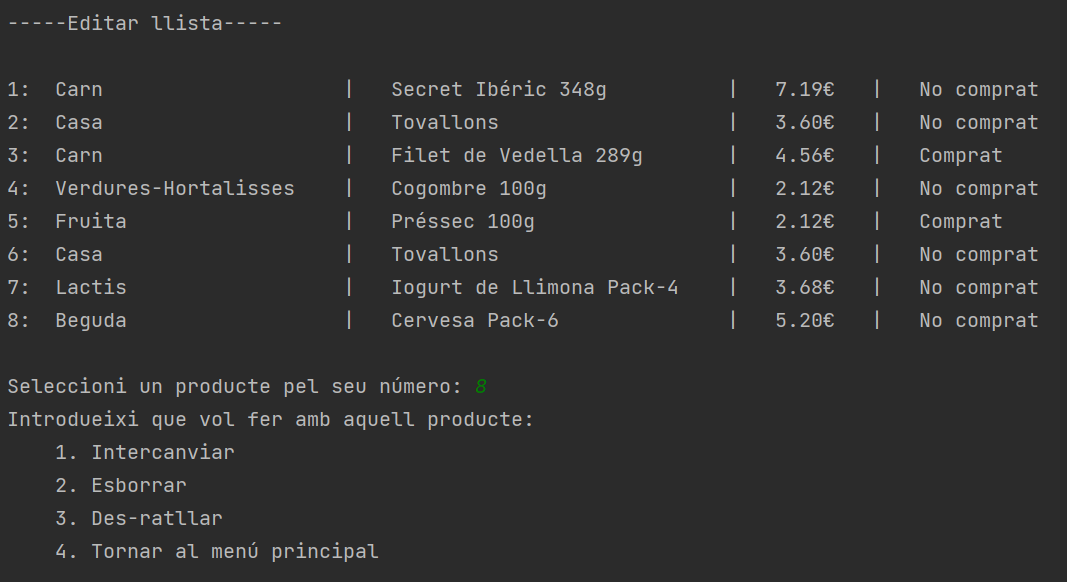 -----Editar llista-----
1: Carn | Secret Ibéric 348g | 7.19€ | No comprat
2: Casa | Tovallons | 3.60€ | No comprat
3: Carn | Filet de Vedella 289g | 4.56€ | Comprat
4: Verdures-Hortalisses | Cogombre 100g | 2.12€ | No comprat
5: Fruita | Préssec 100g | 2.12€ | Comprat
6: Casa | Tovallons | 3.60€ | No comprat
7: Lactis | Iogurt de Llimona Pack-4 | 3.68€ | No comprat
8: Beguda | Cervesa Pack-6 | 5.20€ | No comprat
Seleccioni un producte pel seu número: 8
Introdueixi que vol fer amb aquell producte:
1. Intercanviar
2. Esborrar
3. Des-ratllar
4. Tornar al menú principal